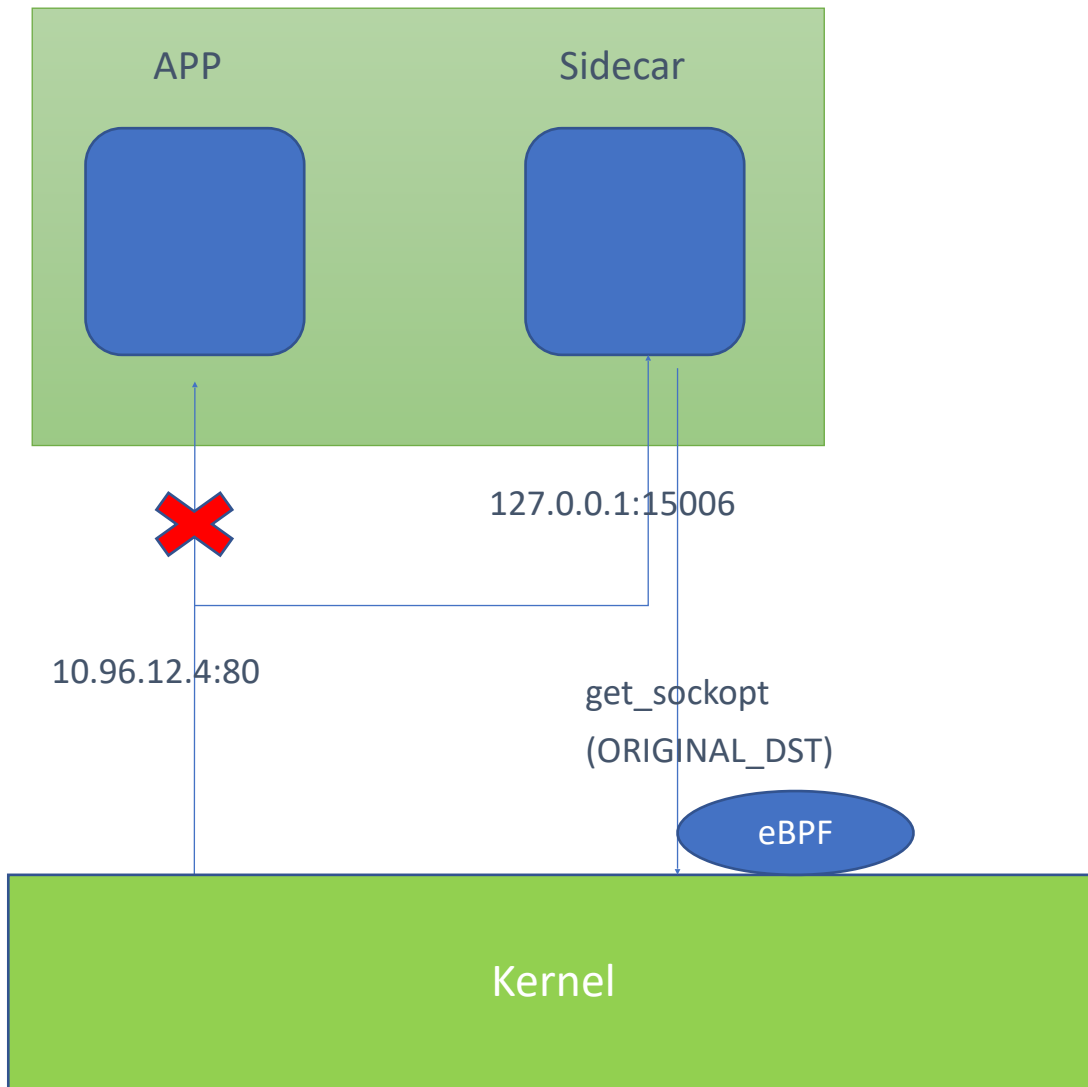 APP
Sidecar
127.0.0.1:15006
10.96.12.4:80
get_sockopt
(ORIGINAL_DST)
eBPF
Kernel